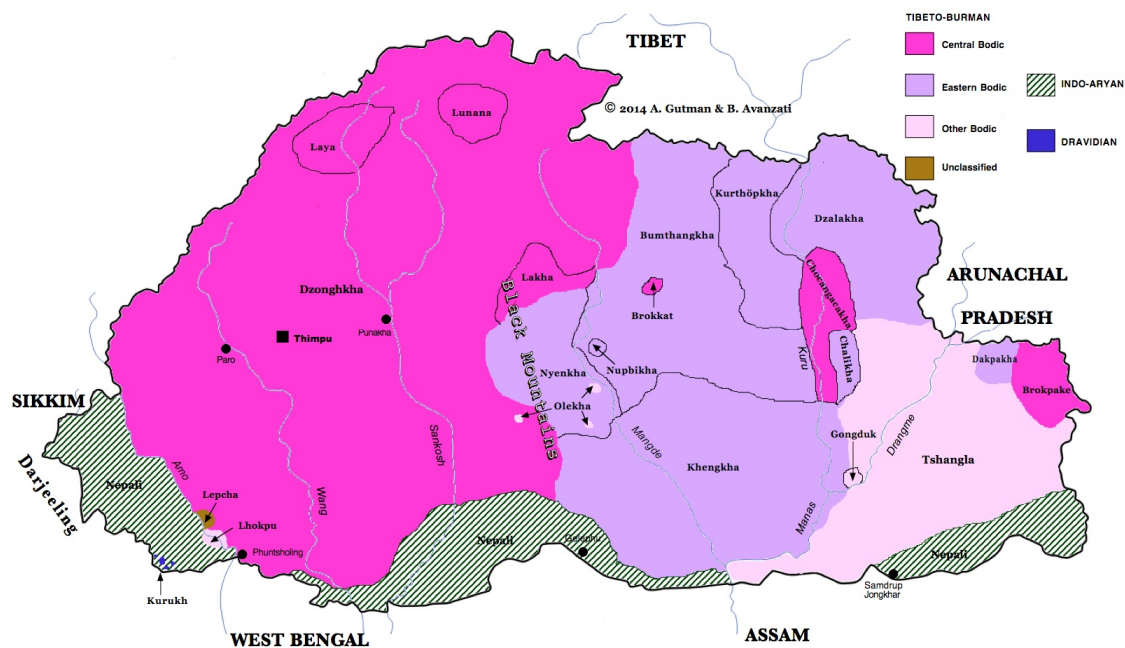 TIBETO-BURMAN
Central Bodic
Eastern Bodic
Other Bodic
Unclassified
INDO-ARYAN
DRAVIDIAN
TIBET
© 2014 A. Gutman & B. Avanzati
Lunana
Laya
Kurthöpkha
Dzalakha
Bumthangkha
ARUNACHAL
PRADESH
Lakha
Dzonghkha
Chocangacakha
Black Mountains
Brokkat
Punakha
Thimpu
Paro
Kuru
Chalikha
Dakpakha
Brokpake
Nyenkha
Nupbikha
SIKKIM
Olekha
Sankosh
Mangde
Gongduk
Drangme
Tshangla
Khengkha
Darjeeling
Nepali
Amo
Lepcha
Wang
Manas
Lhokpu
Phuntsholing
Nepali
Gelephu
Nepali
Samdrup
Jongkhar
Kurukh
WEST BENGAL
ASSAM